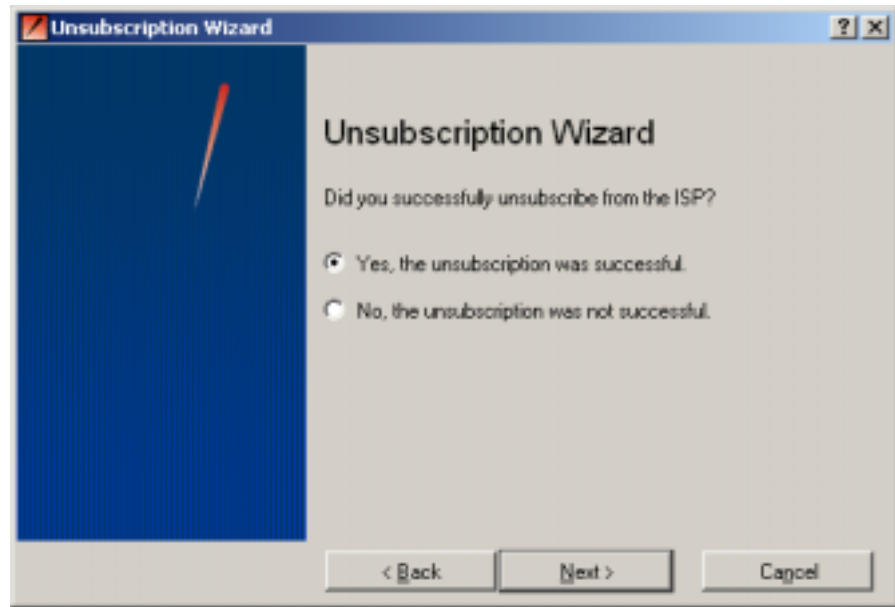 Unsubscription Wizard
Unsubscription Wizard
Did you successfully unsubscribe from the ISP?
Yes, the unsubscription was successful.
No, the unsubscription was not successful.
< Back
Next >
Cancel